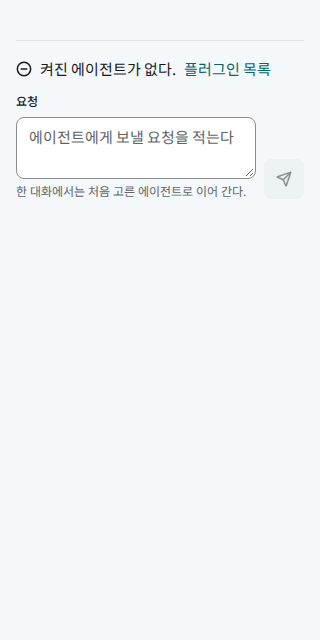 켜진 에이전트가 없다. 플러그인 목록
요청
에이전트에게 보낼 요청을 적는다
한 대화에서는 처음 고른 에이전트로 이어 간다.